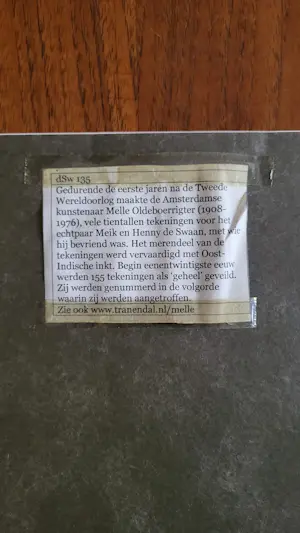 dSw 135
Gedurende de eerste jaren na de Tweede
Wereldoorlog maakte de Amsterdamse
kunstenaar Melle Oldeboerrigter (1908-
1976), vele tientallen tekeningen voor het
echtpaar Meik en Henny de Swaan, met wie
hij bevriend was. Het merendeel van de
tekeningen werd vervaardigd met Oost-
Indische inkt. Begin eenentwintigste eeuw
werden 155 tekeningen als 'geheel' geveild.
Zij werden genummerd in de volgorde
waarin zij werden aangetroffen.
Zie ook www.tranendal.nl/melle